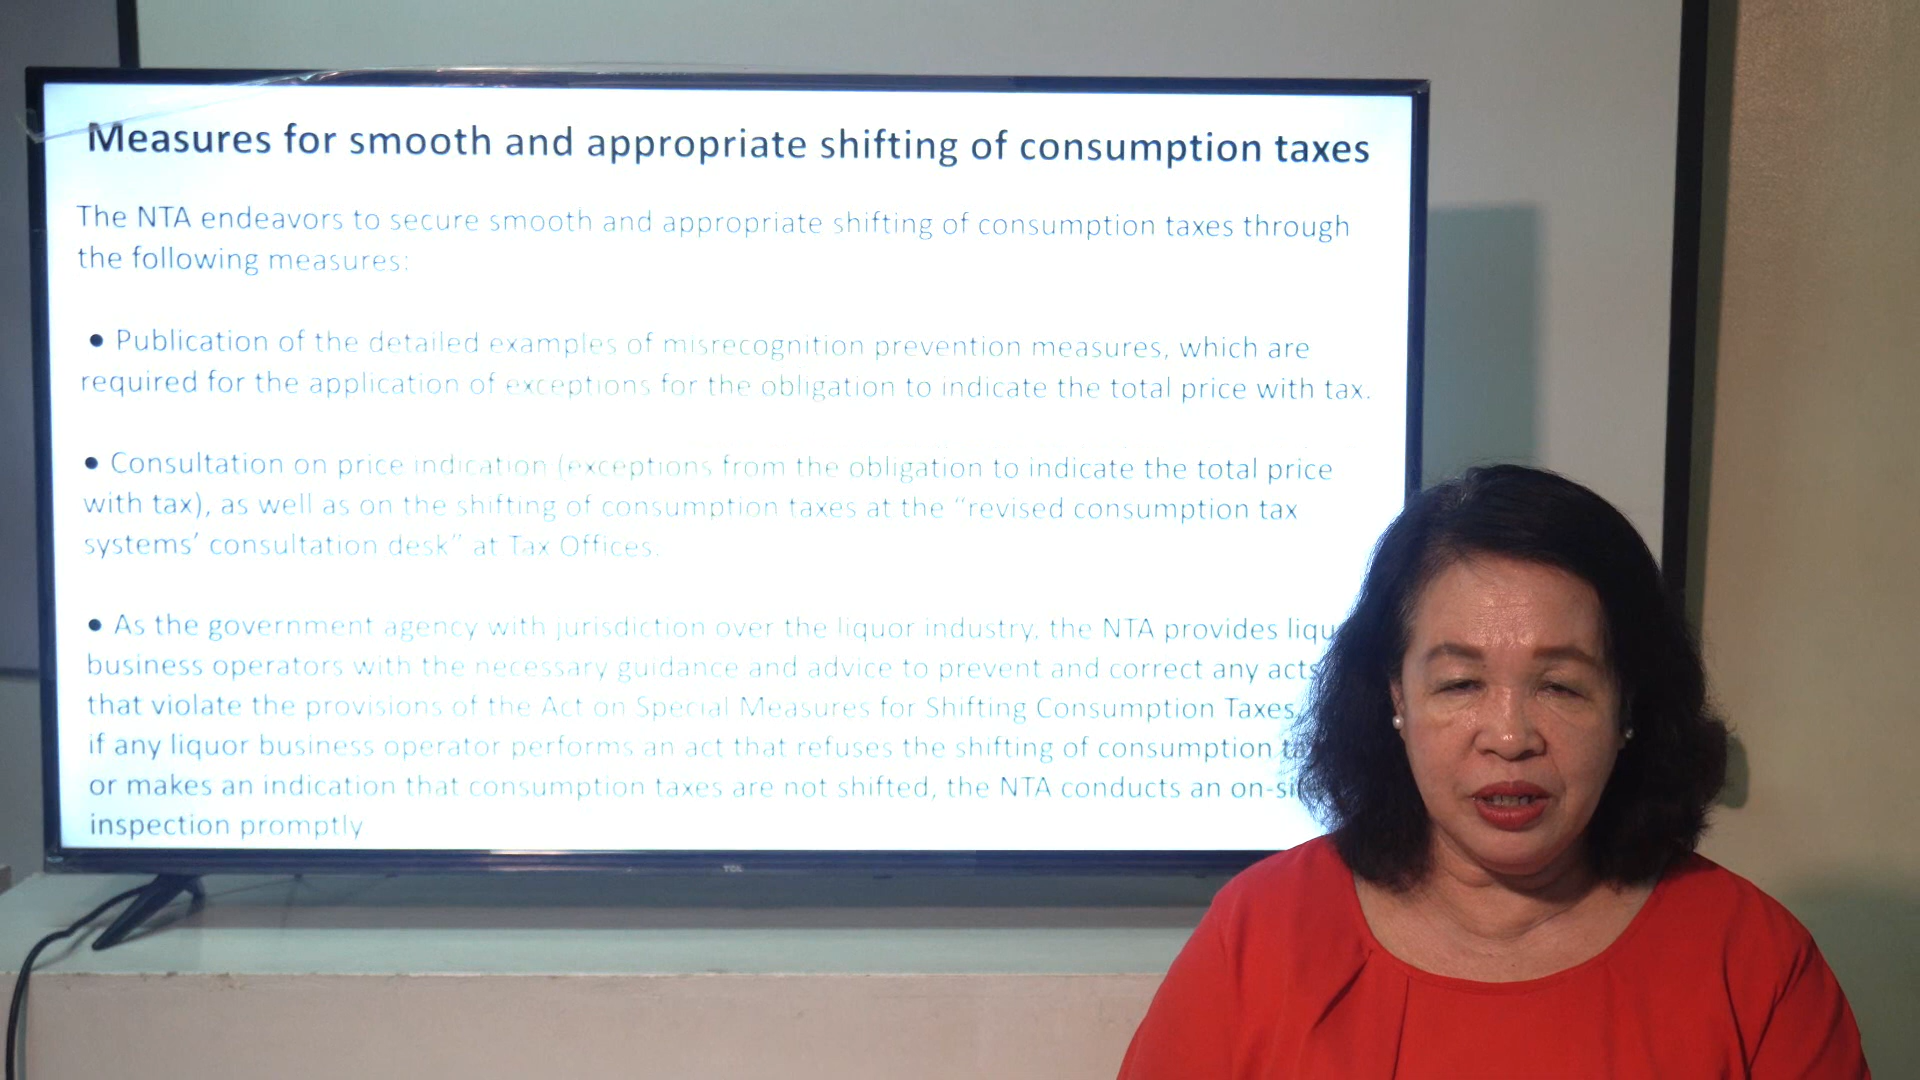 Measures for smooth and appropriate shifting of consumption taxes
The NTA endeavors to secure smooth and appropriate shifting of consumption taxes through
the following measures:
• Publication of the detailed examples of misrecognition prevention measures, which are
required for the application of exceptions for the obligation to indicate the total price with tax.
• Consultation on price indication (exceptions from the obligation to indicate the total price
with tax), as well as on the shifting of consumption taxes at the “revised consumption tax
systems’ consultation desk” at Tax Offices.
• As the government agency with jurisdiction over the liquor industry, the NTA provides
business operators with the necessary guidance and advice to prevent and correct any acts
that violate the provisions of the Act on Special Measures for Shifting Consumption Taxes
if any liquor business operator performs an act that refuses the shifting of consumption
or makes an indication that consumption taxes are not shifted, the NTA conducts an
inspection promptly
TCL